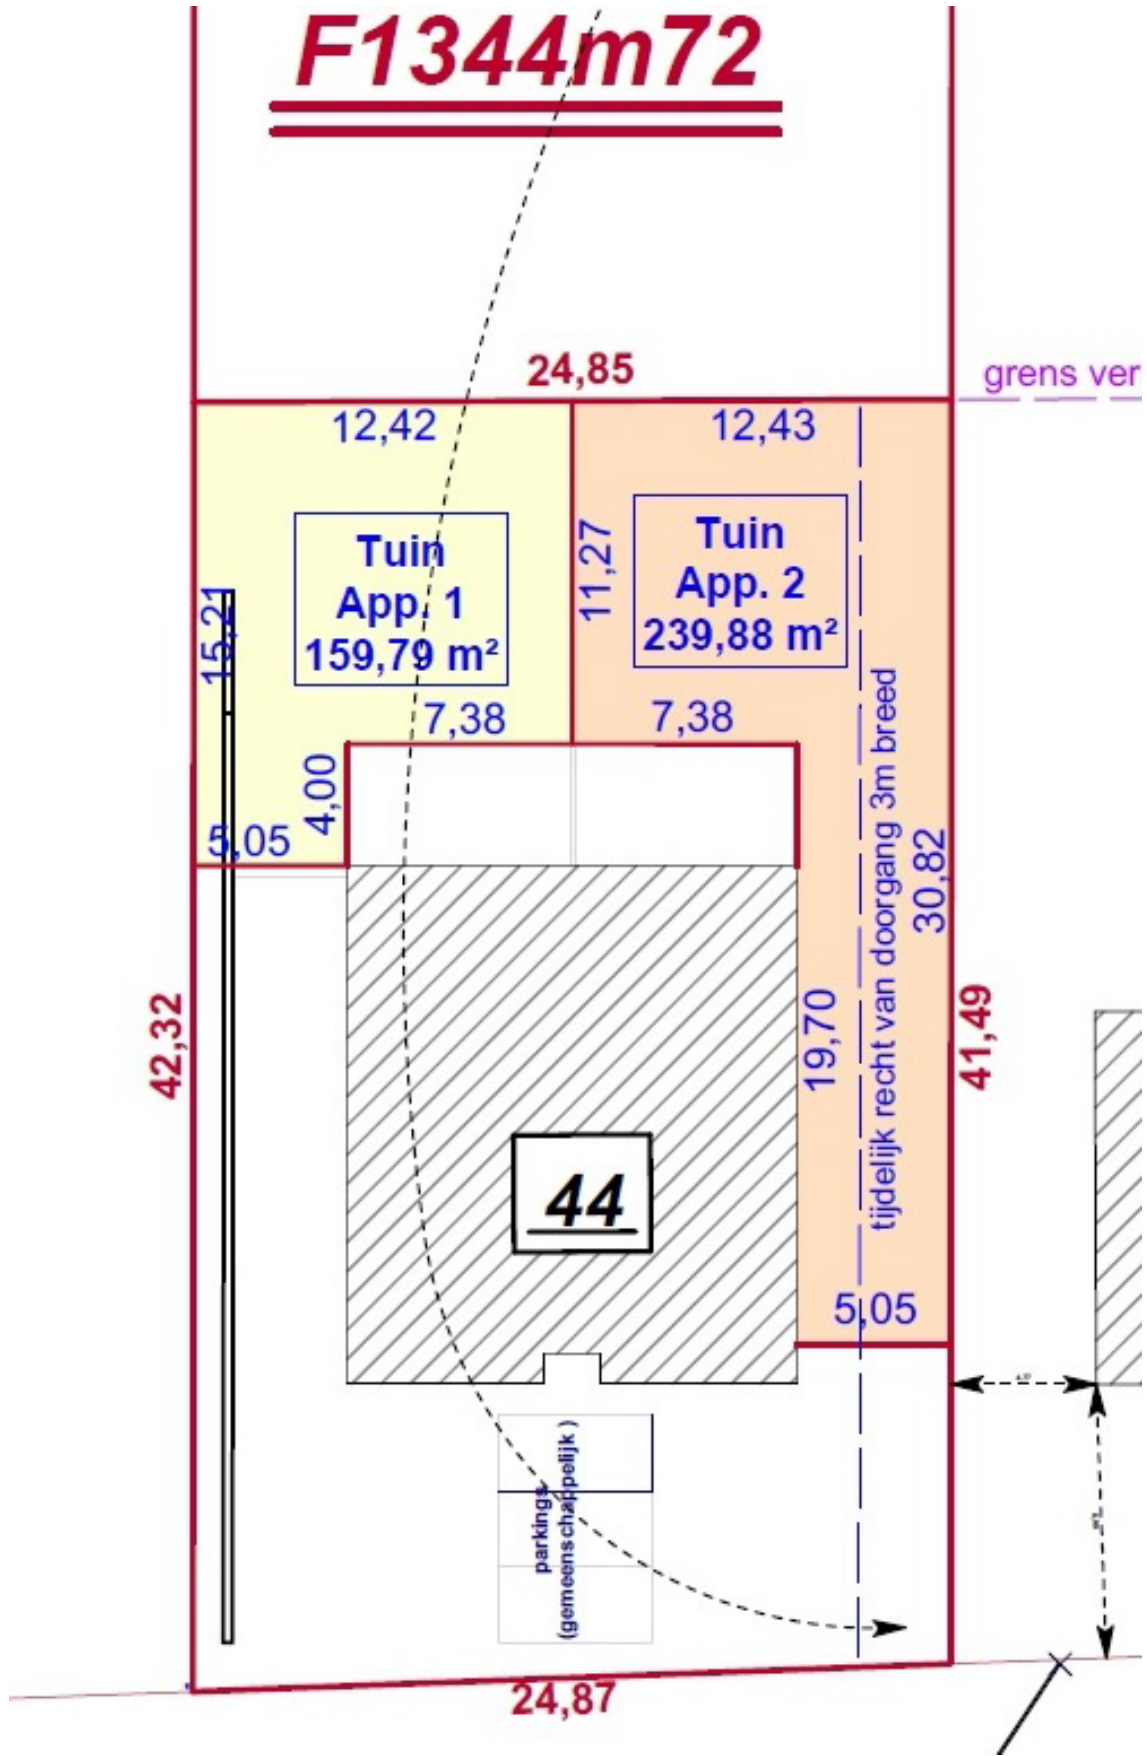 F1344m72
24,85
grens ver
12,42
12,43
Tuin
App. 1
159,79 m²
11,27
Tuin
App. 2
239,88 m²
15,21
7,38
7,38
4,00
5,05
tijdelijk recht van doorgang 3m breed
30,82
19,70
42,32
41,49
44
5,05
parkings
(gemeenschappelijk )
24,87